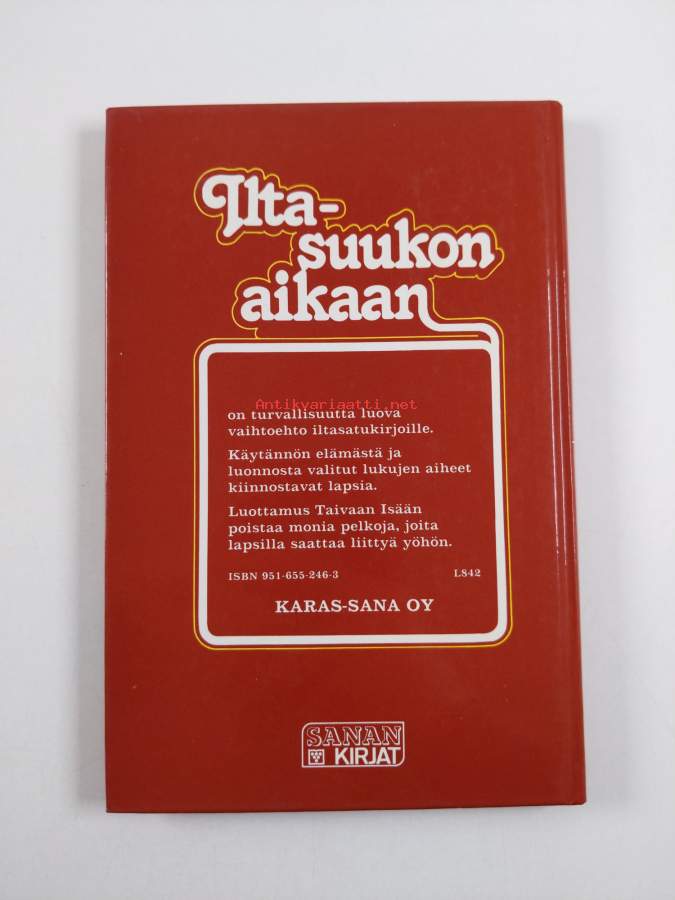 Ilta-
suukon
aikaan
Antikvariaatti.net
on turvallisuutta luova
vaihtoehto iltasatukirjoille.
Käytännön elämästä ja
luonnosta valitut lukujen aiheet
kiinnostavat lapsia.
Luottamus Taivaan Isään
poistaa monia pelkoja, joita
lapsilla saattaa liittyä yöhön.
ISBN 951-655-246-3 L842
KARAS-SANA OY
SANAN
KIRJAT